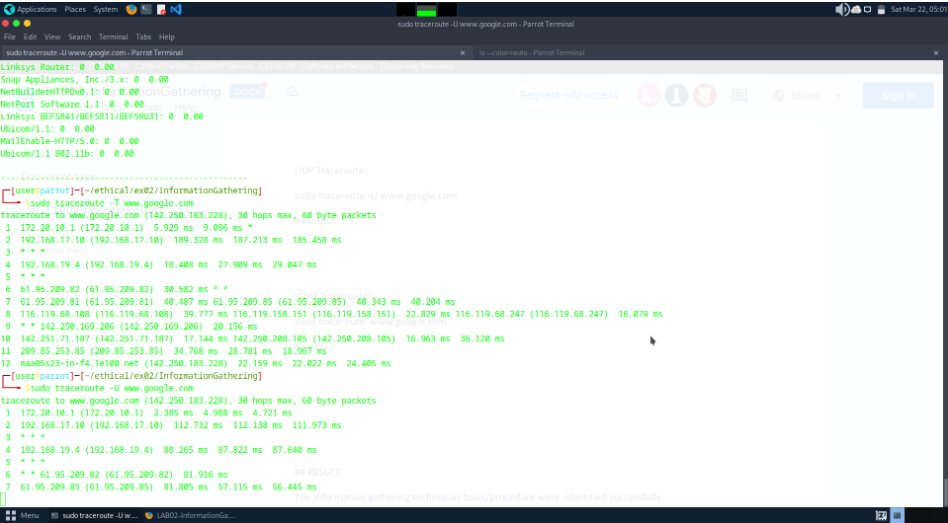 Applications Places System Sat Mar 22, 05:01
sudo traceroute -U www.google.com - Parrot Terminal
File Edit View Search Terminal Tabs Help
sudo traceroute -U www.google.com - Parrot Terminal × % --color=auto - Parrot Terminal ×
Linksys Router: 0 0.00
Snap Appliances, Inc./3.x: 0 0.00
NetBuilderHTTPDv0.1: 0 0.00
NetPort Software 1.1: 0 0.00
Linksys BEFSR41/BEFSR11/BEFSRU31: 0 0.00
Ubicom/1.1: 0 0.00
MailEnable-HTTP/5.0: 0 0.00
Ubicom/1.1 802.11b: 0 0.00
Gathering .DOCX Request edit access Share Sign in
Help
Document tabs
UDP Traceroute:
sudo traceroute -U www.google.com
--------------------------------------------------
[user@parrot]-[~/ethical/ex02/InformationGathering]
$sudo traceroute -T www.google.com
traceroute to www.google.com (142.250.183.228), 30 hops max, 60 byte packets
1 172.20.10.1 (172.20.10.1) 5.929 ms 9.096 ms *
2 192.168.17.10 (192.168.17.10) 189.328 ms 187.213 ms 185.458 ms
3 * * *
4 192.168.19.4 (192.168.19.4) 18.408 ms 27.909 ms 29.047 ms
5 * * *
6 61.95.209.82 (61.95.209.82) 30.582 ms * *
7 61.95.209.81 (61.95.209.81) 40.487 ms 61.95.209.85 (61.95.209.85) 40.343 ms 40.204 ms
8 116.119.68.108 (116.119.68.108) 39.777 ms 116.119.158.151 (116.119.158.151) 22.829 ms 116.119.68.247 (116.119.68.247) 16.079 ms
sudo traceroute www.google.com
9 * * 142.250.169.206 (142.250.169.206) 20.156 ms
10 142.251.71.187 (142.251.71.187) 17.144 ms 142.250.208.105 (142.250.208.105) 16.963 ms 36.120 ms
11 209.85.253.85 (209.85.253.85) 34.768 ms 28.781 ms 18.967 ms
12 maa05s23-in-f4.1e100.net (142.250.183.228) 22.159 ms 22.022 ms 24.405 ms
[user@parrot]-[~/ethical/ex02/InformationGathering]
$sudo traceroute -U www.google.com
traceroute to www.google.com (142.250.183.228), 30 hops max, 60 byte packets
1 172.20.10.1 (172.20.10.1) 2.385 ms 4.988 ms 4.721 ms
2 192.168.17.10 (192.168.17.10) 112.732 ms 112.138 ms 111.973 ms
3 * * *
4 192.168.19.4 (192.168.19.4) 88.265 ms 87.822 ms 87.640 ms
5 * * *
6 * * 61.95.209.82 (61.95.209.82) 81.916 ms
7 61.95.209.85 (61.95.209.85) 81.805 ms 57.115 ms 56.445 ms
## RESULT:
The information gathering techniques tools/procedure were identified successfully
Menu sudo traceroute -U w... LAB02-InformationGa...